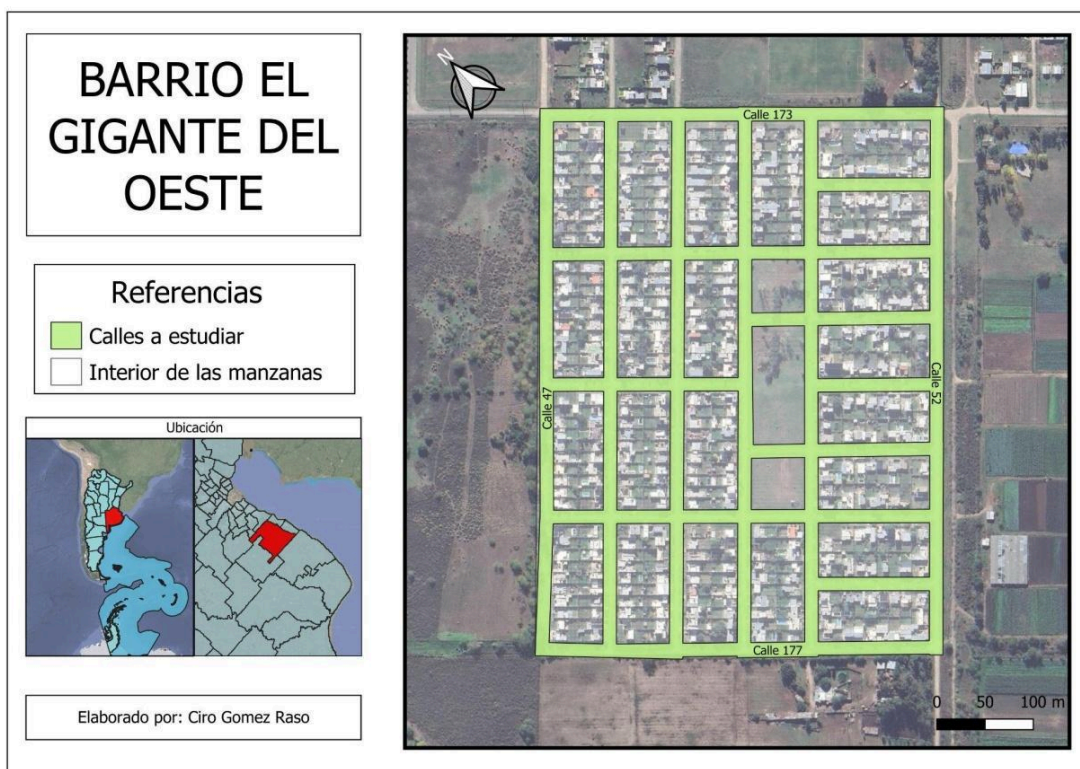 BARRIO EL
GIGANTE DEL
OESTE
Referencias
Calles a estudiar
Interior de las manzanas
Ubicación
Elaborado por: Ciro Gomez Raso
N
Calle 173
Calle 47
Calle 52
Calle 177
0 50 100 m